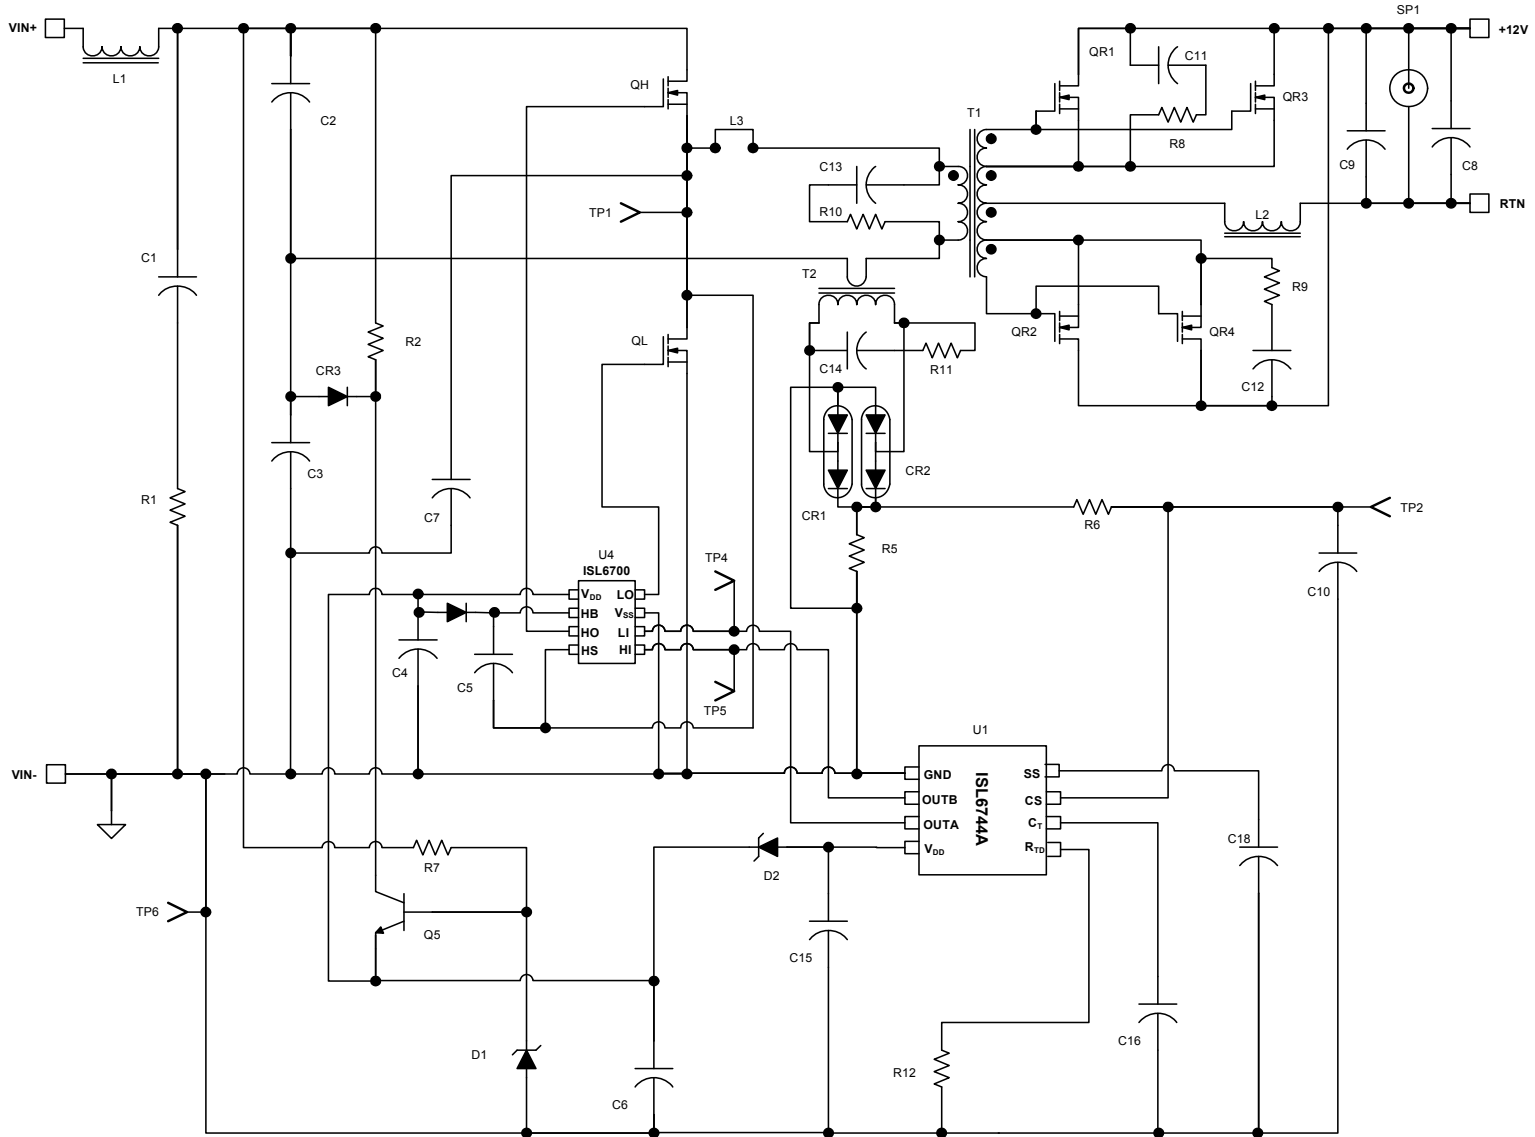 SP1
VIN+
+12V
L1
QH
QR1
C11
QR3
C2
L3
T1
R8
C13
C9
C8
TP1
R10
L2
RTN
C1
T2
R9
QL
QR2
QR4
R2
CR3
C14
R11
C12
C3
CR2
R1
C7
CR1
R6
TP2
R5
U4
ISL6700
TP4
VDD
LO
HB
VSS
HO
LI
HS
HI
C4
C5
TP5
C10
U1
VIN-
GND
SS
OUTB
CS
OUTA
CT
VDD
RTD
ISL6744A
C18
R7
D2
TP6
Q5
C15
D1
C16
R12
C6